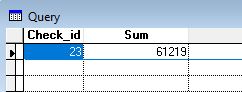 Query
Check_id Sum
23 61219